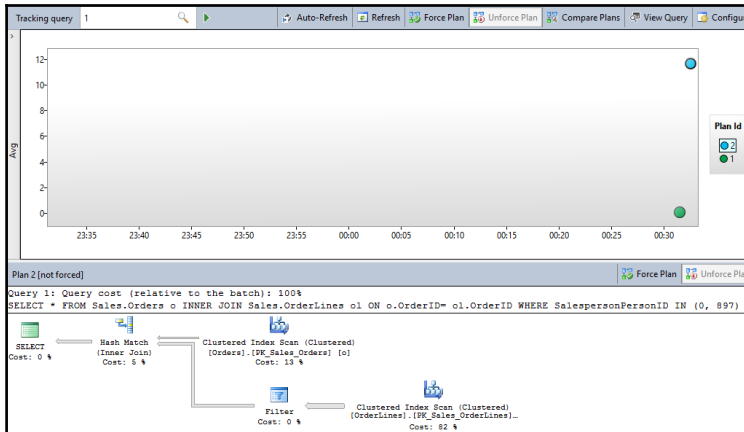 Tracking query 1 Auto-Refresh Refresh Force Plan Unforce Plan Compare Plans View Query Configu
12
10
8
6
4
2
0
Avg
23:35 23:40 23:45 23:50 23:55 00:00 00:05 00:10 00:15 00:20 00:25 00:30
Plan Id
2
1
Plan 2 [not forced] Force Plan Unforce Pla
Query 1: Query cost (relative to the batch): 100%
SELECT * FROM Sales.Orders o INNER JOIN Sales.OrderLines ol ON o.OrderID= ol.OrderID WHERE SalespersonPersonID IN (0, 897)
SELECT
Cost: 0 %
Hash Match
(Inner Join)
Cost: 5 %
Clustered Index Scan (Clustered)
[Orders].[PK_Sales_Orders] [o]
Cost: 13 %
Filter
Cost: 0 %
Clustered Index Scan (Clustered)
[OrderLines].[PK_Sales_OrderLines]...
Cost: 82 %